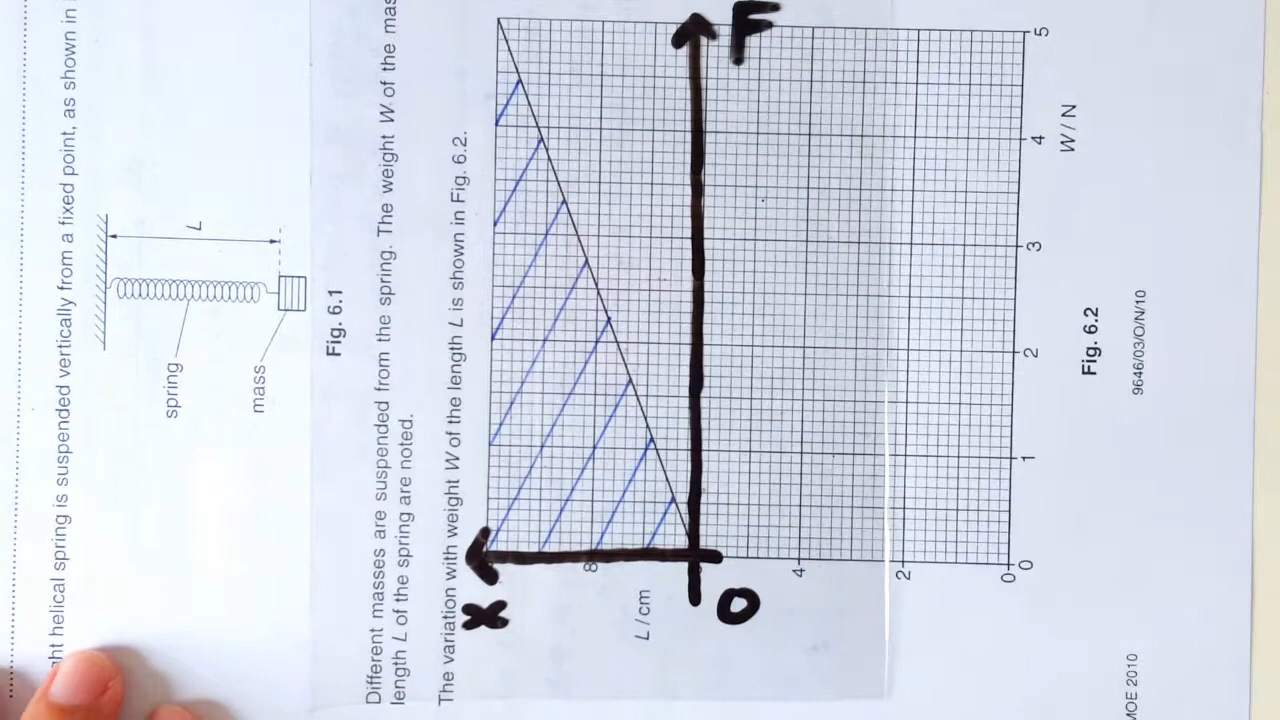 ht helical spring is suspended vertically from a fixed point, as shown in
L
spring
mass
Fig. 6.1
Different masses are suspended from the spring. The weight W of the mas
length L of the spring are noted.
The variation with weight W of the length L is shown in Fig. 6.2.
X
F
O
8
L / cm
4
2
0
0 1 2 3 4 5
W / N
Fig. 6.2
MOE 2010 9646/03/O/N/10